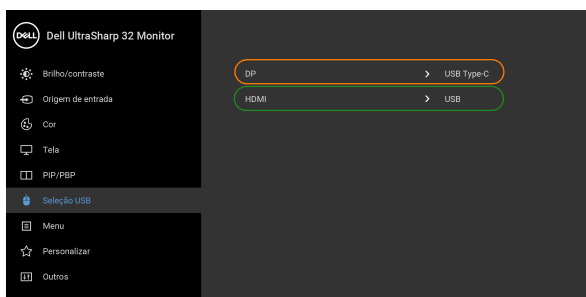 DELL Dell UltraSharp 32 Monitor
Brilho/contraste
Origem de entrada
Cor
Tela
PIP/PBP
Seleção USB
Menu
Personalizar
Outros
DP > USB Type-C
HDMI > USB